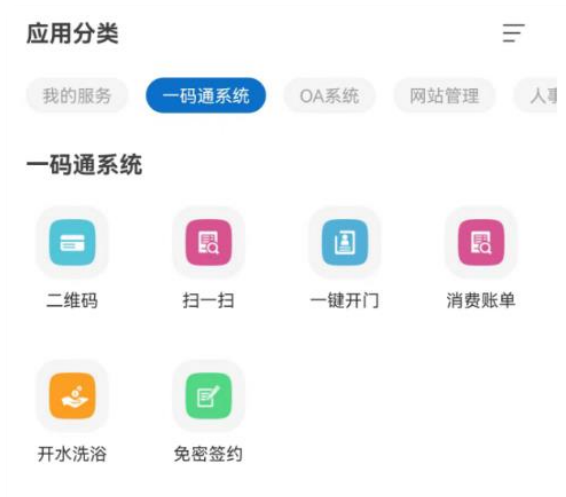 应用分类
我的服务 一码通系统 OA系统 网站管理 人事
一码通系统
二维码 扫一扫 一键开门 消费账单
开水洗浴 免密签约